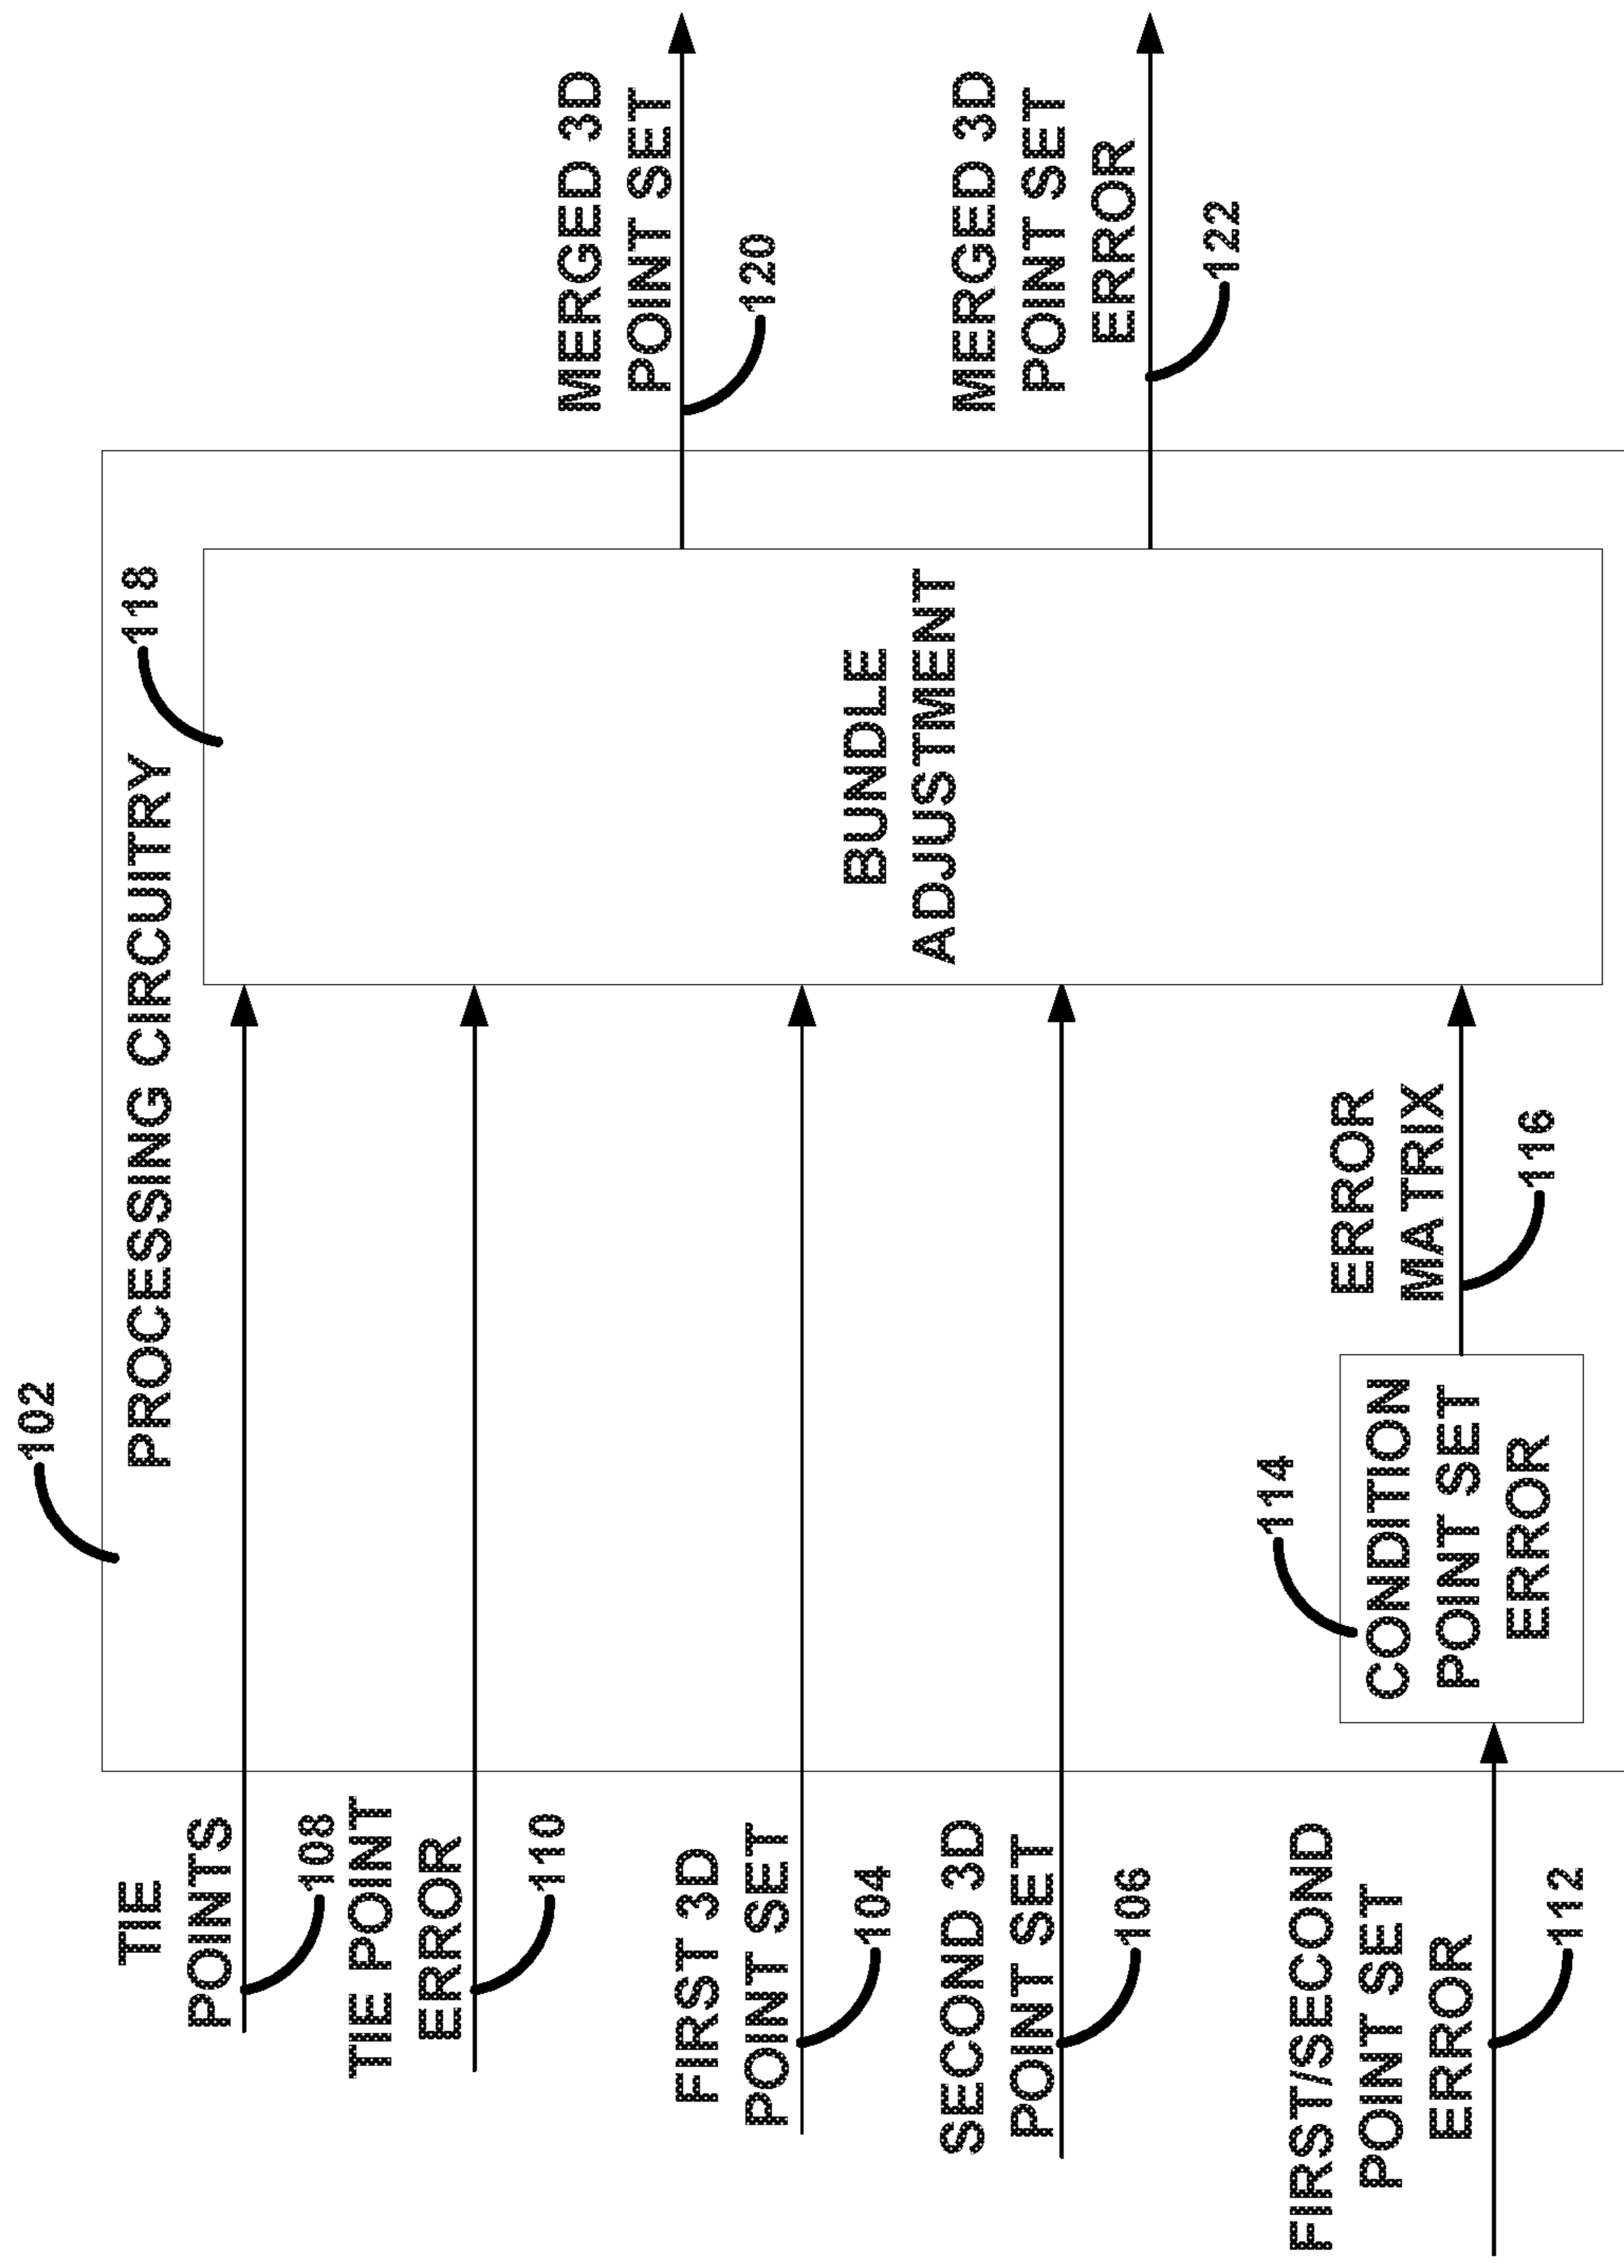 102
PROCESSING CIRCUITRY
118
TIE
POINTS
108
TIE POINT
ERROR
110
FIRST 3D
POINT SET
104
SECOND 3D
POINT SET
106
FIRST/SECOND
POINT SET
ERROR
112
114
CONDITION
POINT SET
ERROR
ERROR
MATRIX
116
BUNDLE
ADJUSTMENT
MERGED 3D
POINT SET
120
MERGED 3D
POINT SET
ERROR
122